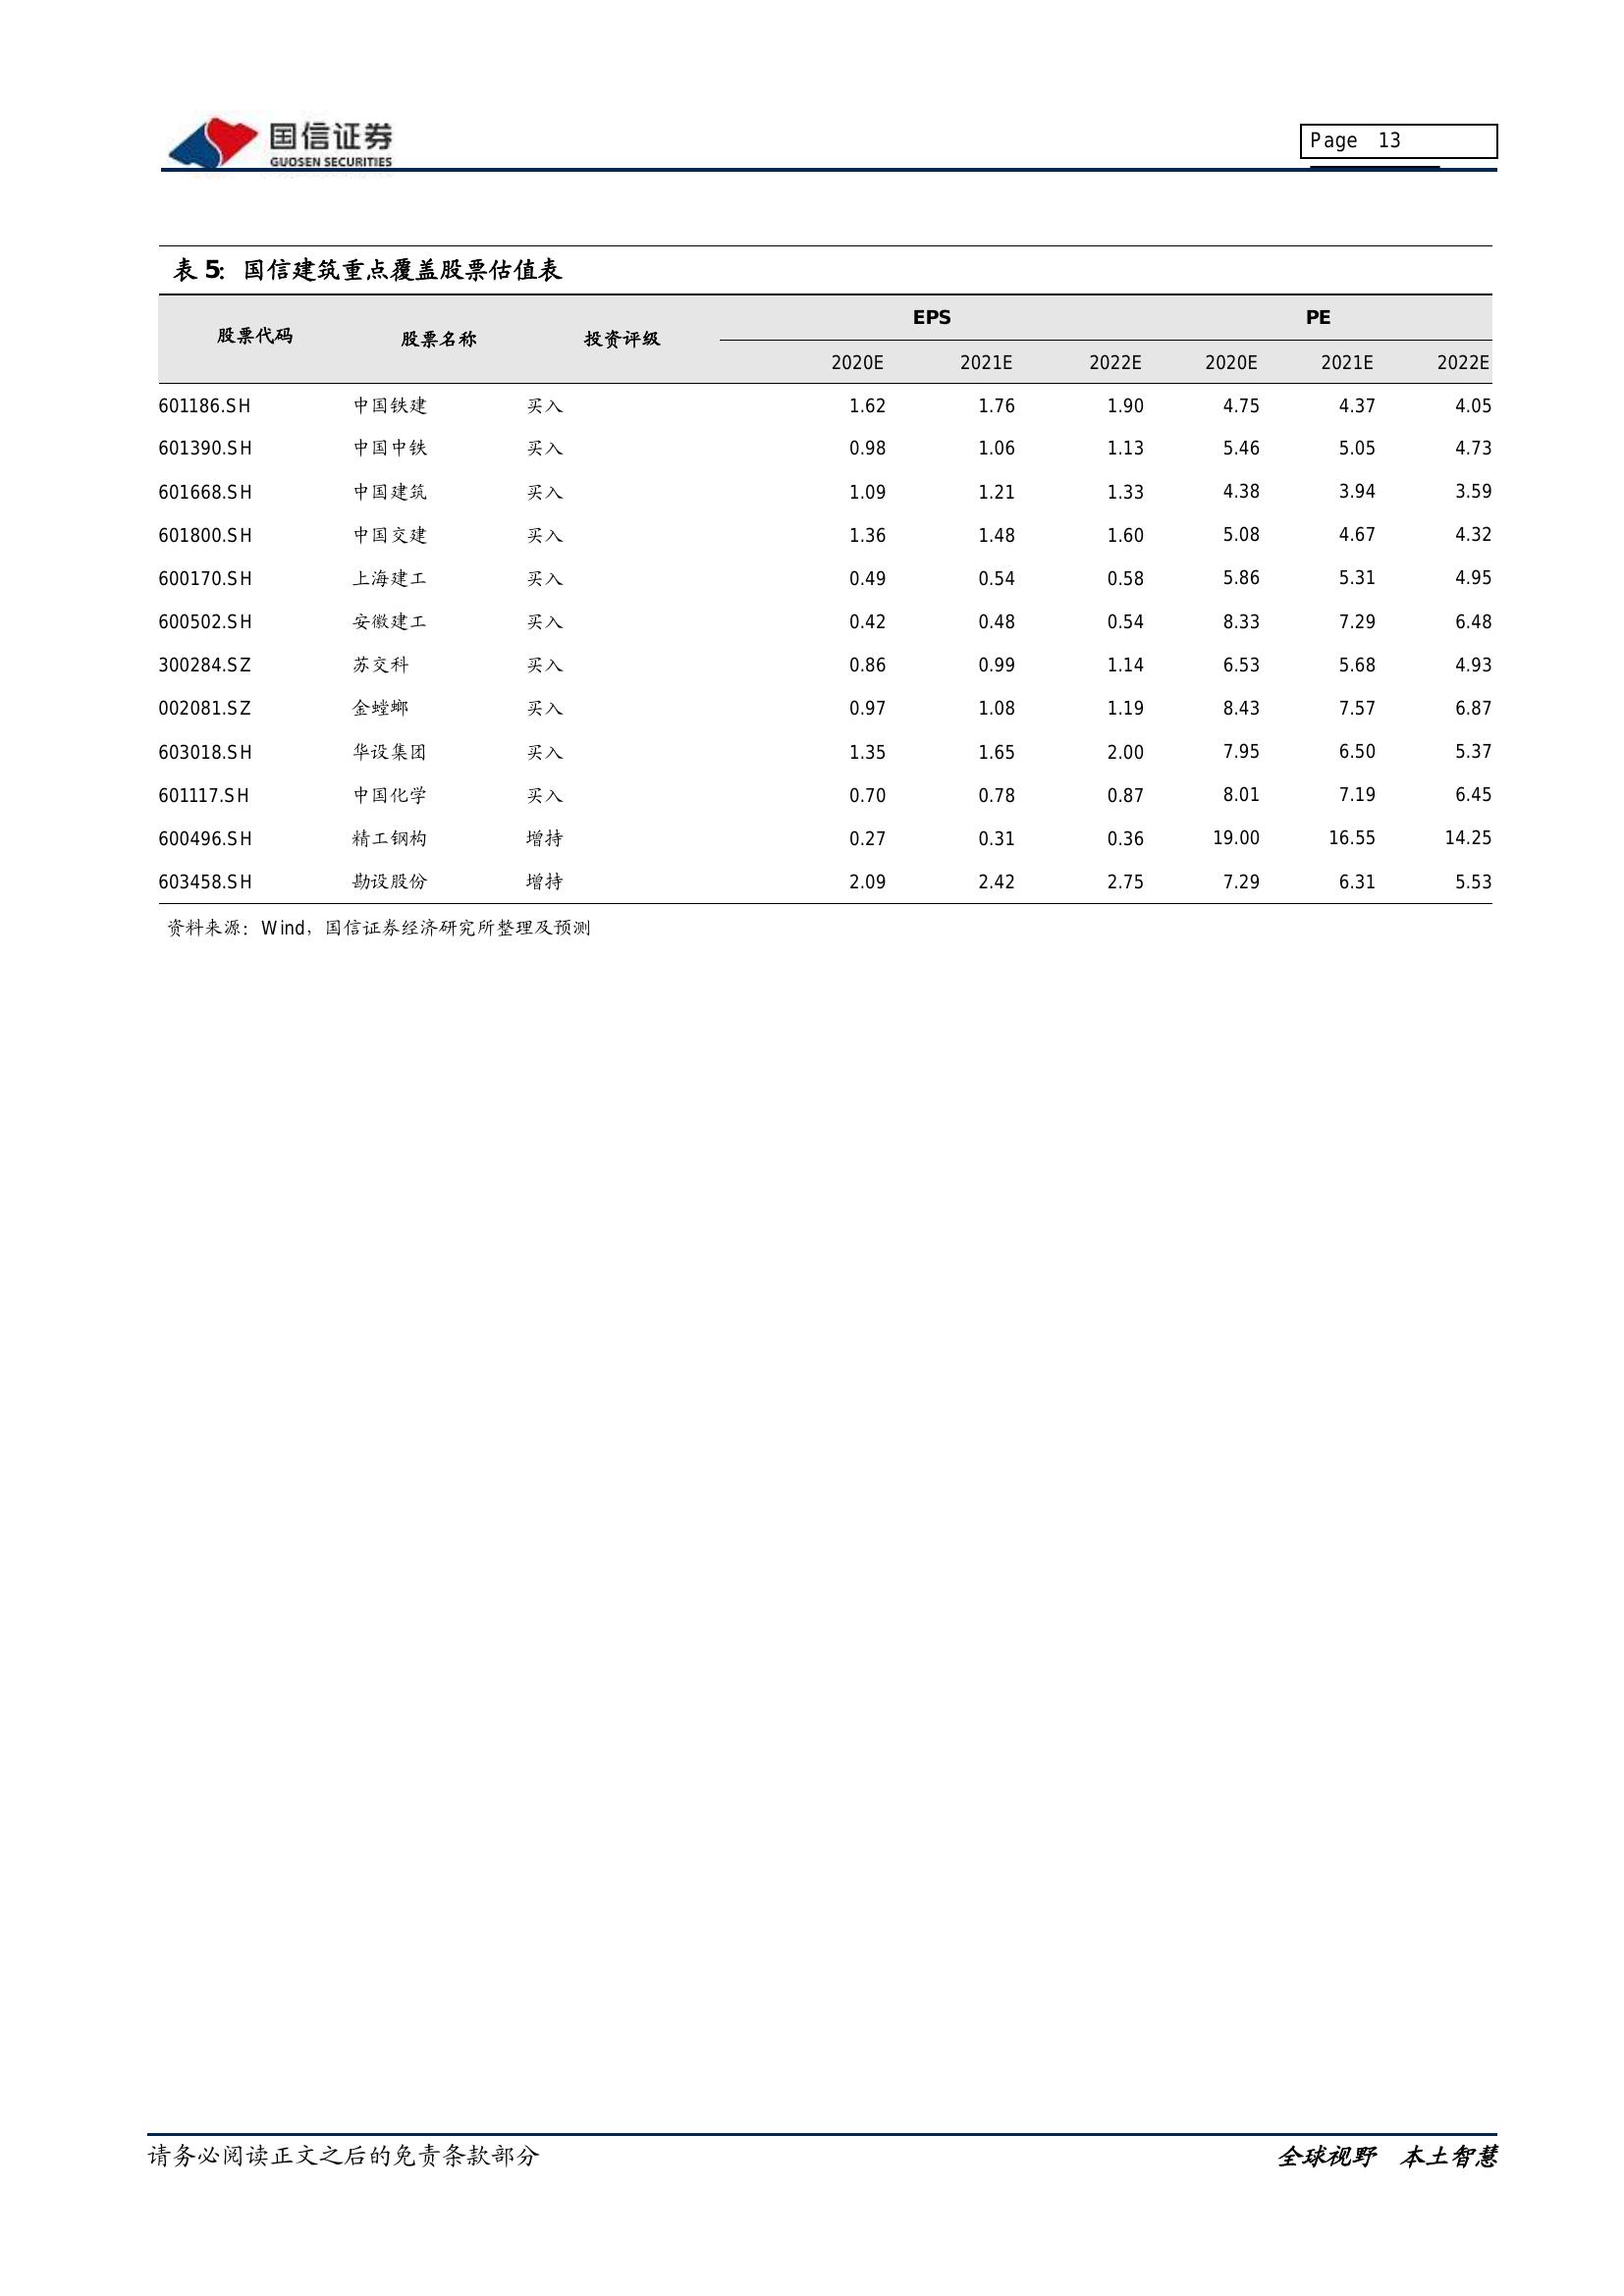 国信证券
GUOSEN SECURITIES
Page 13
表 5: 国信建筑重点覆盖股票估值表
股票代码 股票名称 投资评级 EPS PE
2020E 2021E 2022E 2020E 2021E 2022E
601186.SH 中国铁建 买入 1.62 1.76 1.90 4.75 4.37 4.05
601390.SH 中国中铁 买入 0.98 1.06 1.13 5.46 5.05 4.73
601668.SH 中国建筑 买入 1.09 1.21 1.33 4.38 3.94 3.59
601800.SH 中国交建 买入 1.36 1.48 1.60 5.08 4.67 4.32
600170.SH 上海建工 买入 0.49 0.54 0.58 5.86 5.31 4.95
600502.SH 安徽建工 买入 0.42 0.48 0.54 8.33 7.29 6.48
300284.SZ 苏交科 买入 0.86 0.99 1.14 6.53 5.68 4.93
002081.SZ 金螳螂 买入 0.97 1.08 1.19 8.43 7.57 6.87
603018.SH 华设集团 买入 1.35 1.65 2.00 7.95 6.50 5.37
601117.SH 中国化学 买入 0.70 0.78 0.87 8.01 7.19 6.45
600496.SH 精工钢构 增持 0.27 0.31 0.36 19.00 16.55 14.25
603458.SH 勘设股份 增持 2.09 2.42 2.75 7.29 6.31 5.53
资料来源：Wind，国信证券经济研究所整理及预测
请务必阅读正文之后的免责条款部分
全球视野 本土智慧